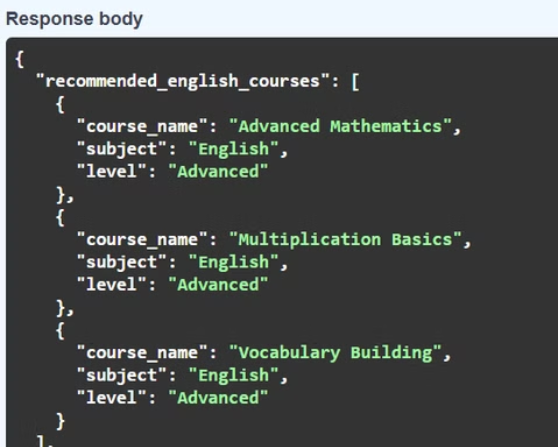 Response body
{
"recommended_english_courses": [
{
"course_name": "Advanced Mathematics",
"subject": "English",
"level": "Advanced"
},
{
"course_name": "Multiplication Basics",
"subject": "English",
"level": "Advanced"
},
{
"course_name": "Vocabulary Building",
"subject": "English",
"level": "Advanced"
}
],